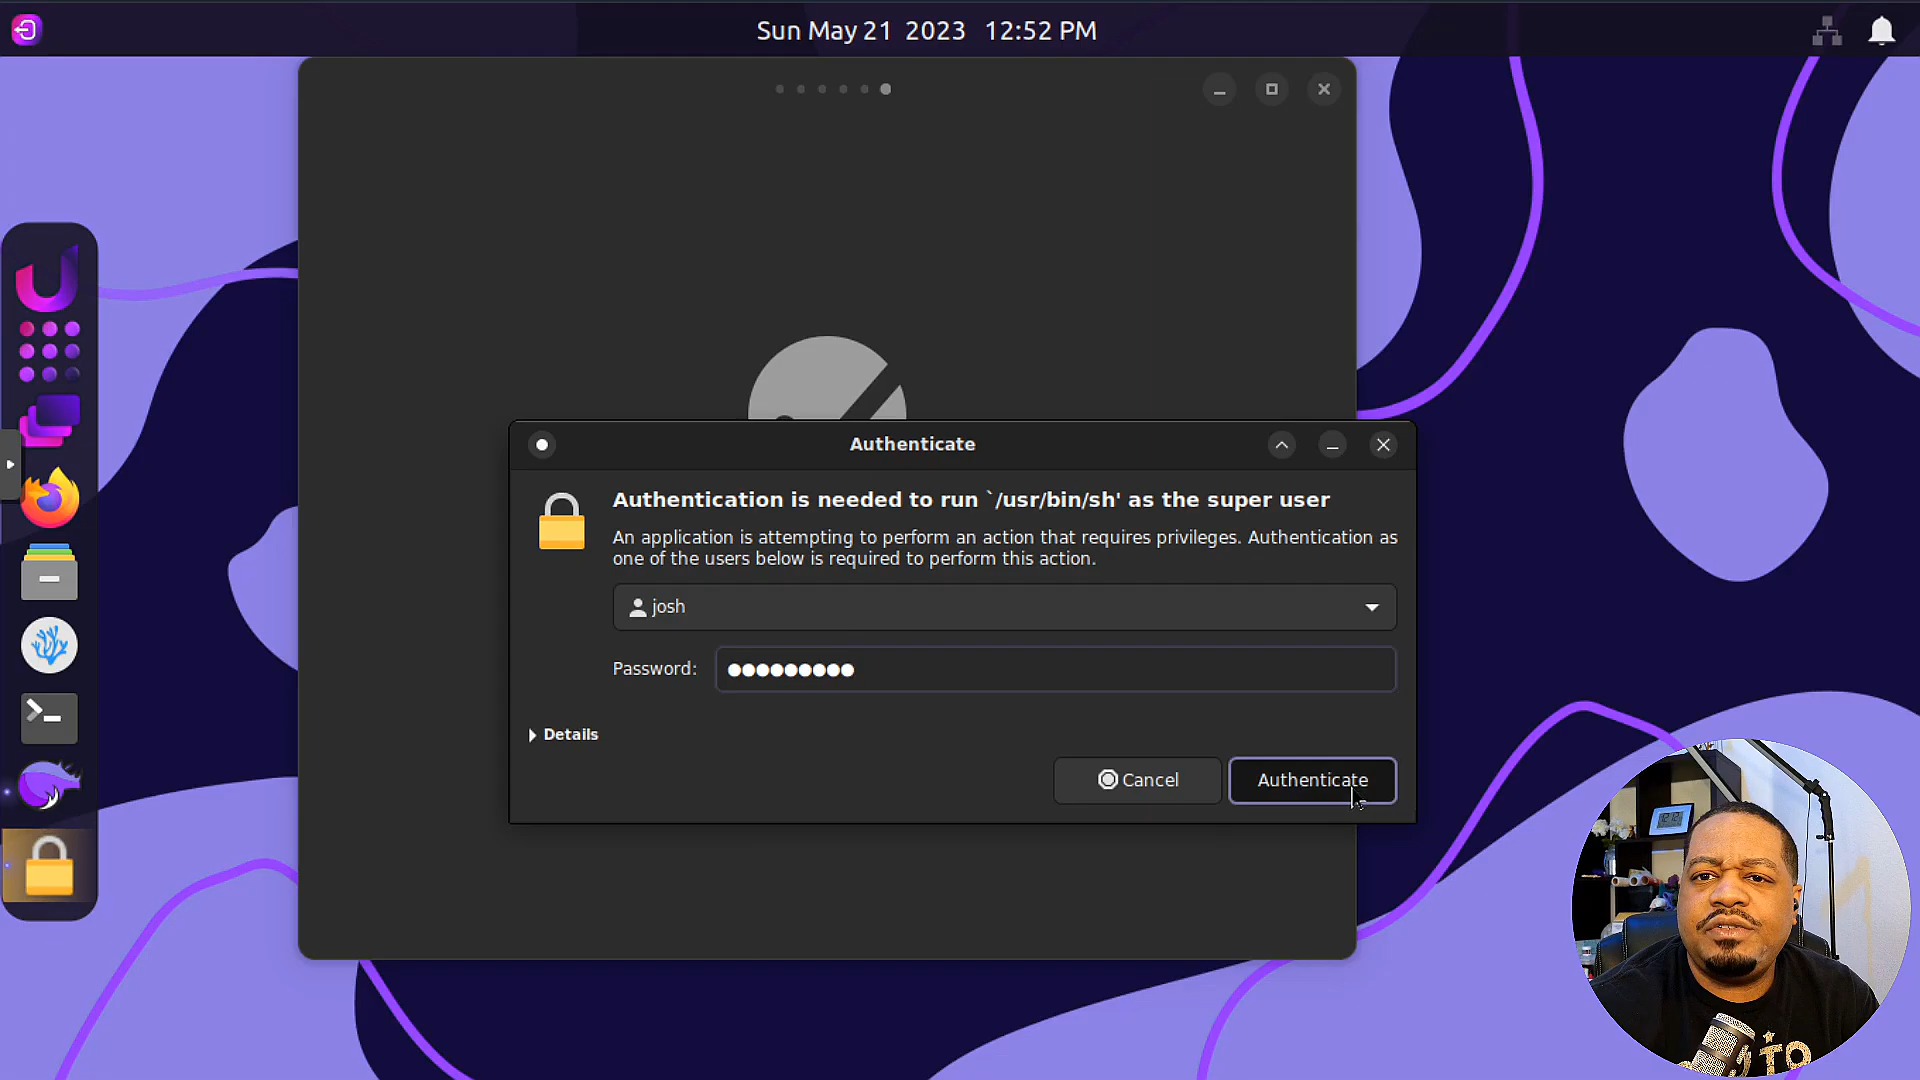 Sun May 21 2023 12:52 PM
Authenticate
Authentication is needed to run `/usr/bin/sh' as the super user
An application is attempting to perform an action that requires privileges. Authentication as
one of the users below is required to perform this action.
josh
Password: ●●●●●●●●●
Details
Cancel
Authenticate